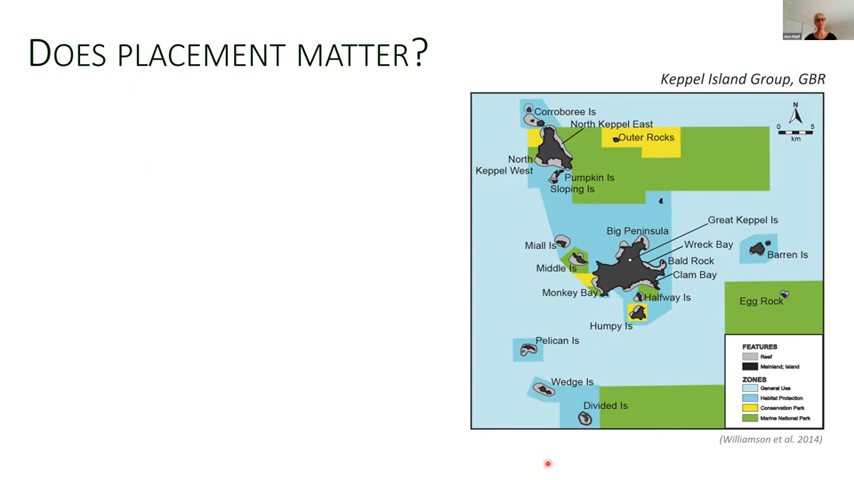 DOES PLACEMENT MATTER?
Keppel Island Group, GBR
Corroboree Is
North Keppel East
Outer Rocks
N
0 5
km
North
Keppel West
Pumpkin Is
Sloping Is
Great Keppel Is
Big Peninsula
Wreck Bay
Miall Is
Barren Is
Bald Rock
Middle Is
Clam Bay
Monkey Bay
Halfway Is
Egg Rock
Humpy Is
Pelican Is
FEATURES
Reef
Mainland; Island
ZONES
General Use
Habitat Protection
Conservation Park
Marine National Park
Wedge Is
Divided Is
(Williamson et al. 2014)